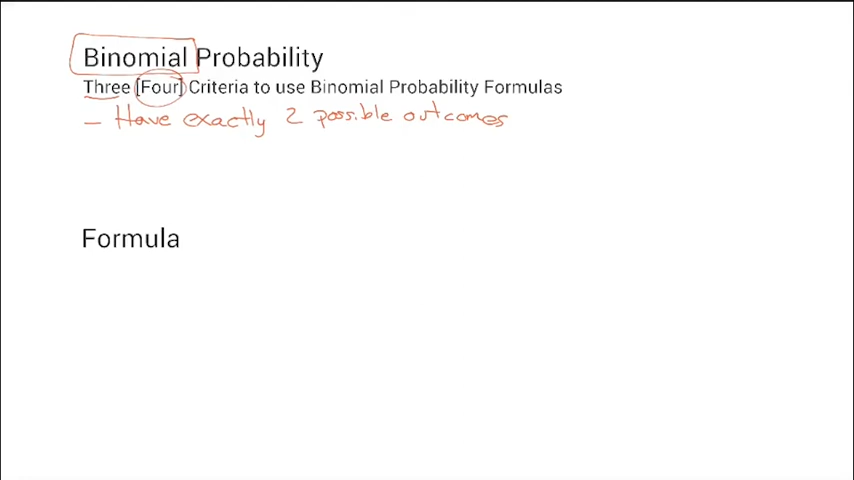 Binomial Probability
Three [Four] Criteria to use Binomial Probability Formulas
- Have exactly 2 possible outcomes
Formula